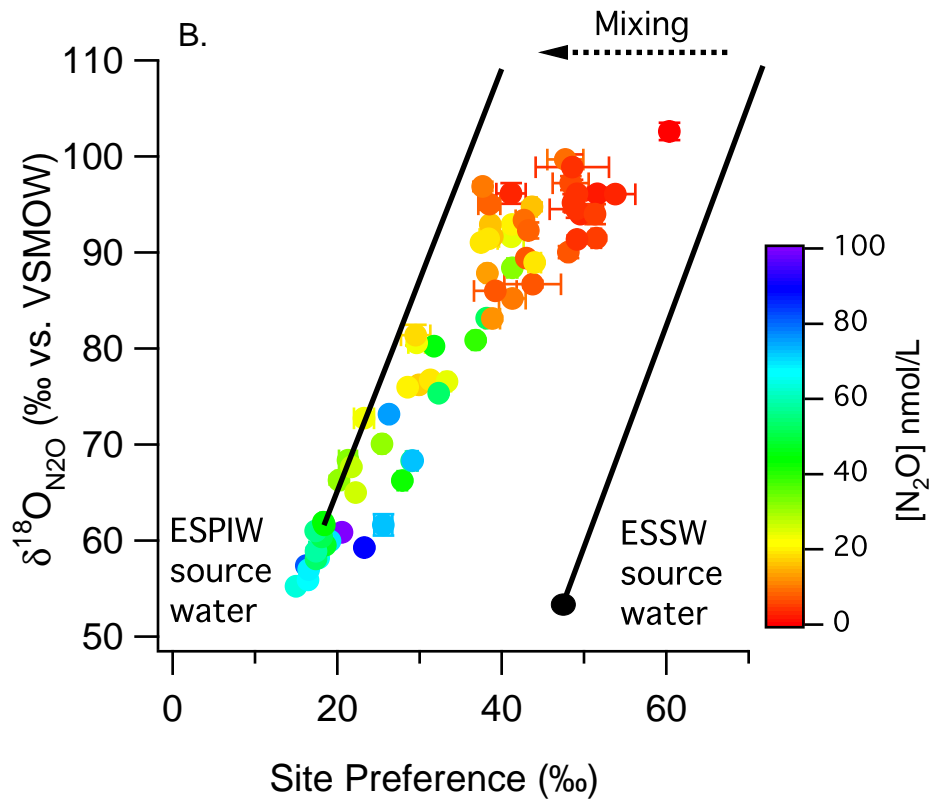 B.
Mixing
110
100
90
80
70
60
50
δ¹⁸O_N2O (‰ vs. VSMOW)
ESPIW
source
water
ESSW
source
water
100
80
60
40
20
0
[N₂O] nmol/L
0 20 40 60
Site Preference (‰)